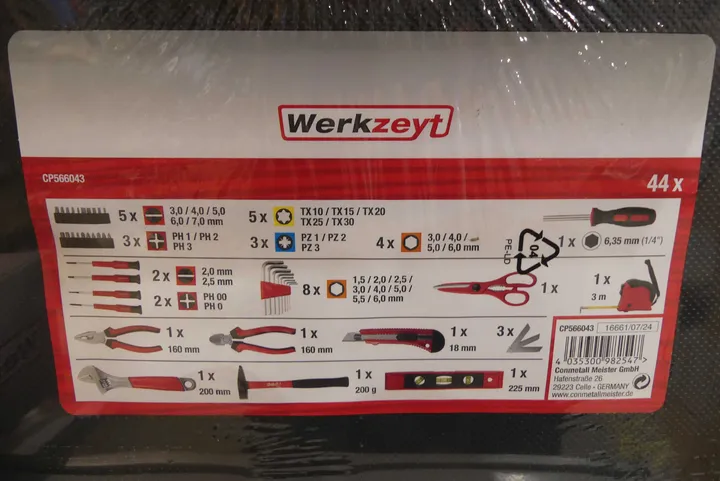 Werkzeyt
CP566043
44 x
5 x 3,0 / 4,0 / 5,0
6,0 / 7,0 mm
5 x TX10 / TX15 / TX20
TX25 / TX30
3 x PH 1 / PH 2
PH 3
3 x PZ 1 / PZ 2
PZ 3
4 x 3,0 / 4,0 /
5,0 / 6,0 mm
1 x 6,35 mm (1/4")
2 x 2,0 mm
2,5 mm
2 x PH 00
PH 0
8 x 1,5 / 2,0 / 2,5 /
3,0 / 4,0 / 5,0 /
5,5 / 6,0 mm
04
PE-LD
1 x
1 x
3 m
1 x
160 mm
1 x
160 mm
1 x
18 mm
3 x
1 x
200 mm
1 x
200 g
1 x
225 mm
CP566043 16661/07/24
4 035300 982547 >
Conmetall Meister GmbH
Hafenstraße 26
29223 Celle - GERMANY
www.conmetallmeister.de